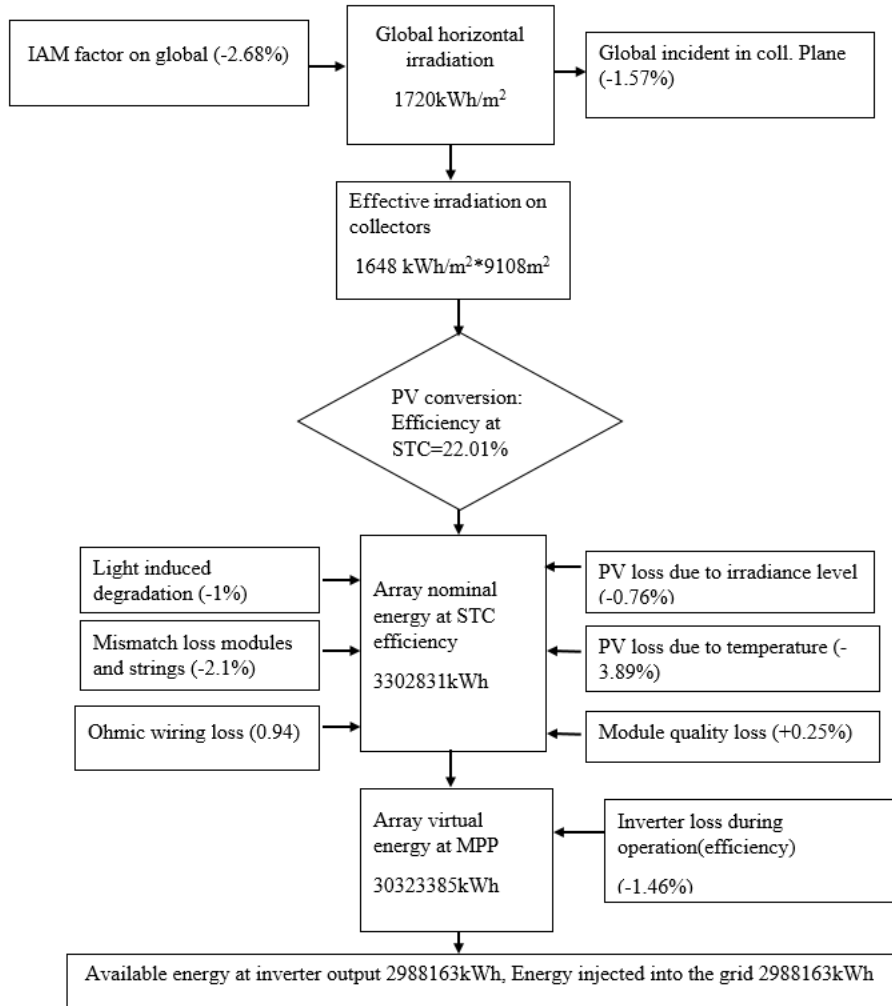 IAM factor on global (-2.68%)
Global horizontal
irradiation
1720kWh/m²
Global incident in coll. Plane
(-1.57%)
Effective irradiation on
collectors
1648 kWh/m²*9108m²
PV conversion:
Efficiency at
STC=22.01%
Light induced
degradation (-1%)
Mismatch loss modules
and strings (-2.1%)
Ohmic wiring loss (0.94)
Array nominal
energy at STC
efficiency
3302831kWh
PV loss due to irradiance level
(-0.76%)
PV loss due to temperature (-
3.89%)
Module quality loss (+0.25%)
Array virtual
energy at MPP
30323385kWh
Inverter loss during
operation(efficiency)
(-1.46%)
Available energy at inverter output 2988163kWh, Energy injected into the grid 2988163kWh